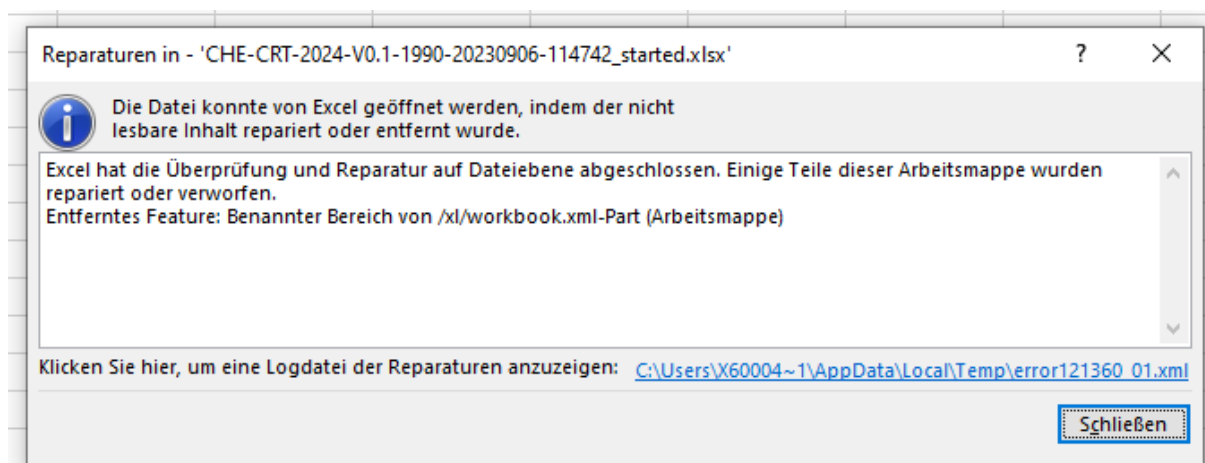 Reparaturen in - 'CHE-CRT-2024-V0.1-1990-20230906-114742_started.xlsx'
Die Datei konnte von Excel geöffnet werden, indem der nicht
lesbare Inhalt repariert oder entfernt wurde.
Excel hat die Überprüfung und Reparatur auf Dateiebene abgeschlossen. Einige Teile dieser Arbeitsmappe wurden
repariert oder verworfen.
Entferntes Feature: Benannter Bereich von /xl/workbook.xml-Part (Arbeitsmappe)
Klicken Sie hier, um eine Logdatei der Reparaturen anzuzeigen: C:\Users\X60004~1\AppData\Local\Temp\error121360_01.xml
Schließen